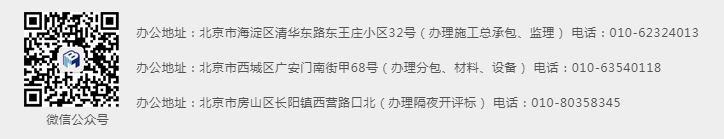 办公地址：北京市海淀区清华东路东王庄小区32号（办理施工总承包、监理） 电话：010-62324013
办公地址：北京市西城区广安门南街甲68号（办理分包、材料、设备） 电话：010-63540118
办公地址：北京市房山区长阳镇西营路口北（办理隔夜开评标） 电话：010-80358345
微信公众号